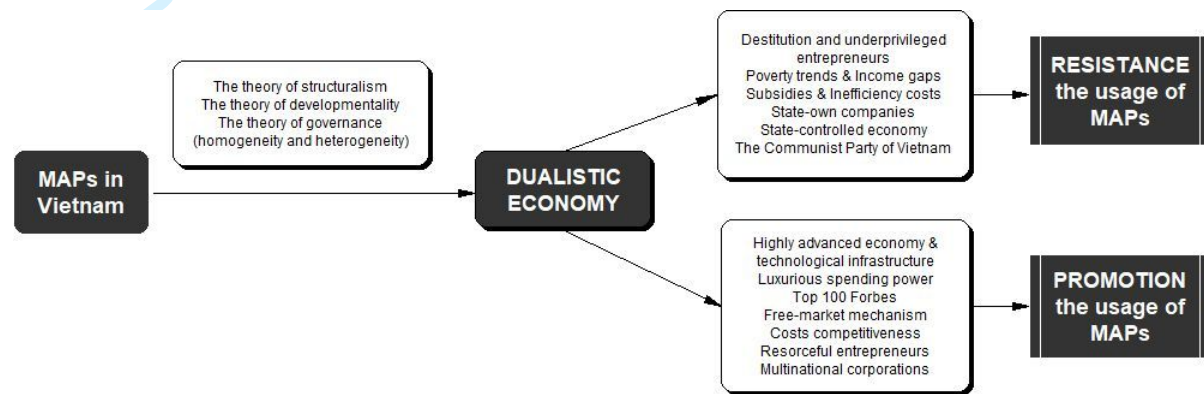 MAPs in
Vietnam
The theory of structuralism
The theory of developmentality
The theory of governance
(homogeneity and heterogeneity)
DUALISTIC
ECONOMY
Destitution and underprivileged
entrepreneurs
Poverty trends & Income gaps
Subsidies & Inefficiency costs
State-own companies
State-controlled economy
The Communist Party of Vietnam
RESISTANCE
the usage of
MAPs
Highly advanced economy &
technological infrastructure
Luxurious spending power
Top 100 Forbes
Free-market mechanism
Costs competitiveness
Resorceful entrepreneurs
Multinational corporations
PROMOTION
the usage of
MAPs